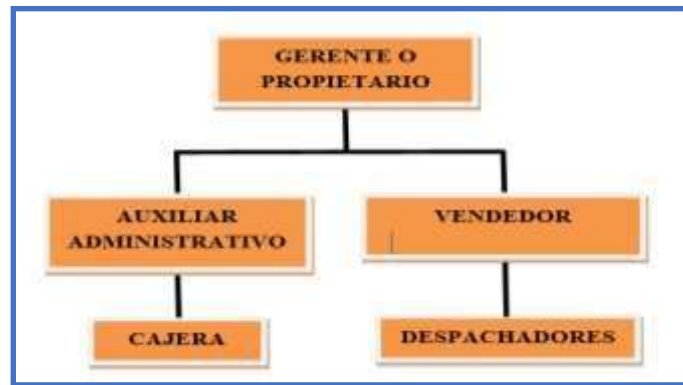 GERENTE O
PROPIETARIO
AUXILIAR
ADMINISTRATIVO
VENDEDOR
CAJERA
DESPACHADORES